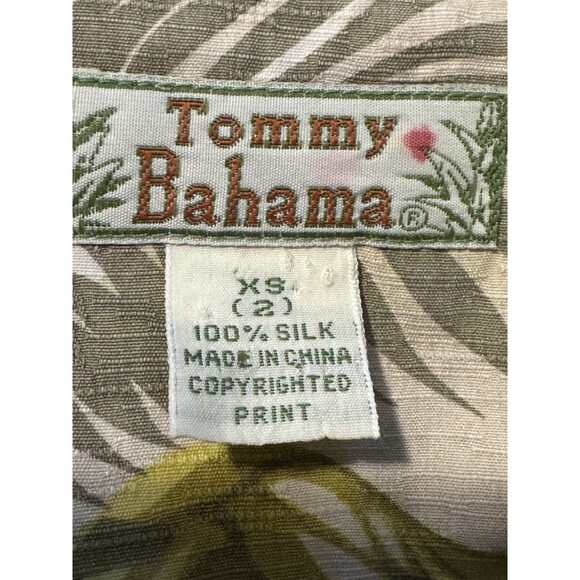 Tommy
Bahama®
XS
(2)
100% SILK
MADE IN CHINA
COPYRIGHTED
PRINT